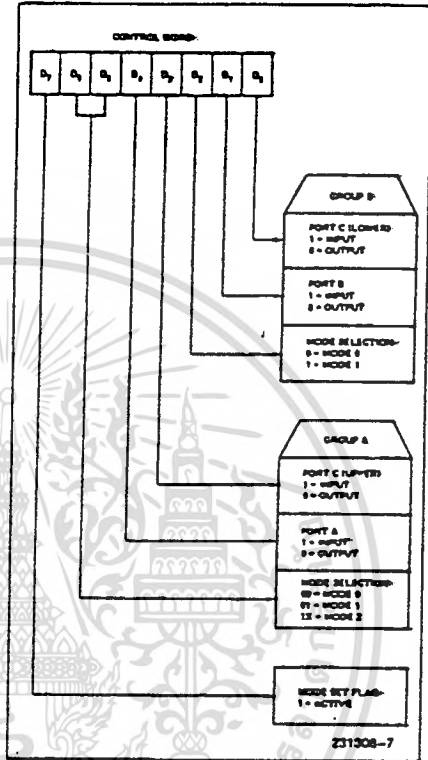 CONTROL WORD
D7 D6 D5 D4 D3 D2 D1 D0
GROUP B
PORT C (LOWER)
1 = INPUT
0 = OUTPUT
PORT B
1 = INPUT
0 = OUTPUT
MODE SELECTION
0 = MODE 0
1 = MODE 1
GROUP A
PORT C (UPPER)
1 = INPUT
0 = OUTPUT
PORT A
1 = INPUT
0 = OUTPUT
MODE SELECTION
00 = MODE 0
01 = MODE 1
1X = MODE 2
MODE SET FLAG
1 = ACTIVE
231308-7